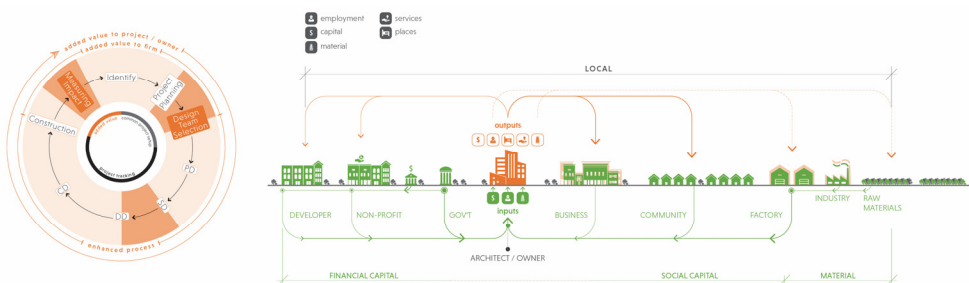 added value to project / owner
added value to firm
Identify
Project
Planning
Design
Team
Selection
PD
SD
DD
CD
Construction
Measuring
Impact
project tracking
enhanced process
employment
capital
material
services
places
LOCAL
outputs
inputs
DEVELOPER
NON-PROFIT
GOV'T
BUSINESS
COMMUNITY
FACTORY
INDUSTRY
RAW
MATERIALS
ARCHITECT / OWNER
FINANCIAL CAPITAL
SOCIAL CAPITAL
MATERIAL